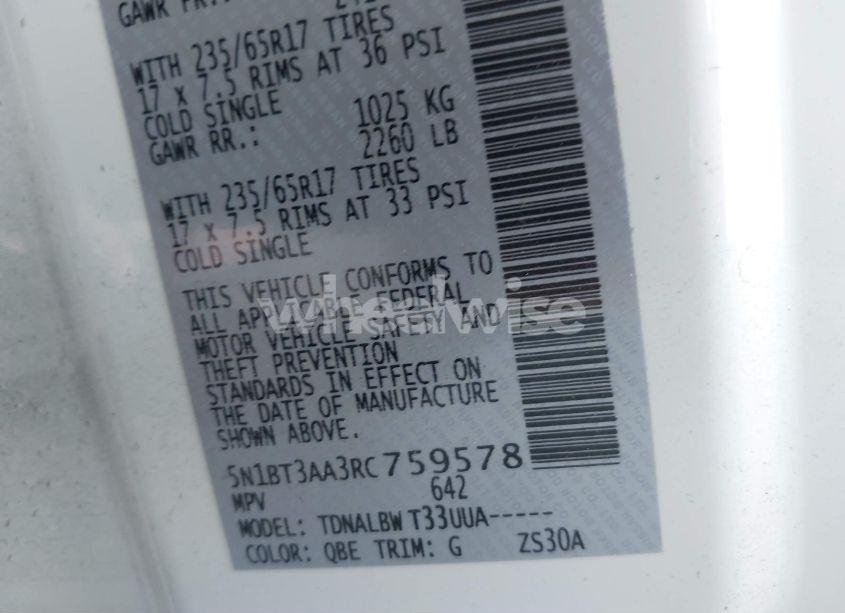 GAWR FR.:
WITH 235/65R17 TIRES
17 X 7.5 RIMS AT 36 PSI
COLD SINGLE 1025 KG
GAWR RR.: 2260 LB
WITH 235/65R17 TIRES
17 X 7.5 RIMS AT 33 PSI
COLD SINGLE
THIS VEHICLE CONFORMS TO
ALL APPLICABLE FEDERAL
MOTOR VEHICLE SAFETY AND
THEFT PREVENTION
STANDARDS IN EFFECT ON
THE DATE OF MANUFACTURE
SHOWN ABOVE.
5N1BT3AA3RC759578
MPV 642
MODEL: TDNALBW T33UUA-----
COLOR: QBE TRIM: G ZS30A
wheelwise